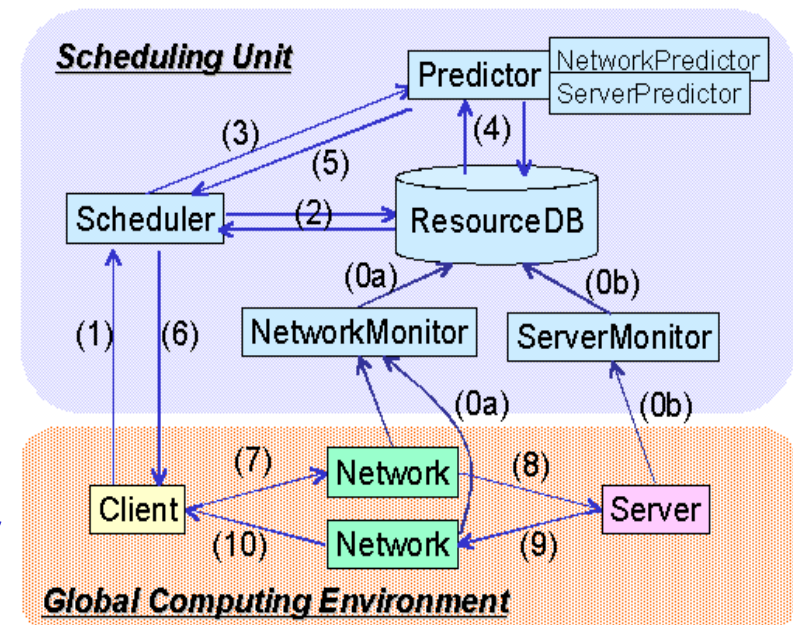 Scheduling Unit
Predictor
NetworkPredictor
ServerPredictor
(3)
(4)
(5)
Scheduler
(2)
ResourceDB
(0a)
(0b)
(1)
(6)
NetworkMonitor
ServerMonitor
(0a)
(0b)
(7)
Network
(8)
Client
Server
(10)
Network
(9)
Global Computing Environment